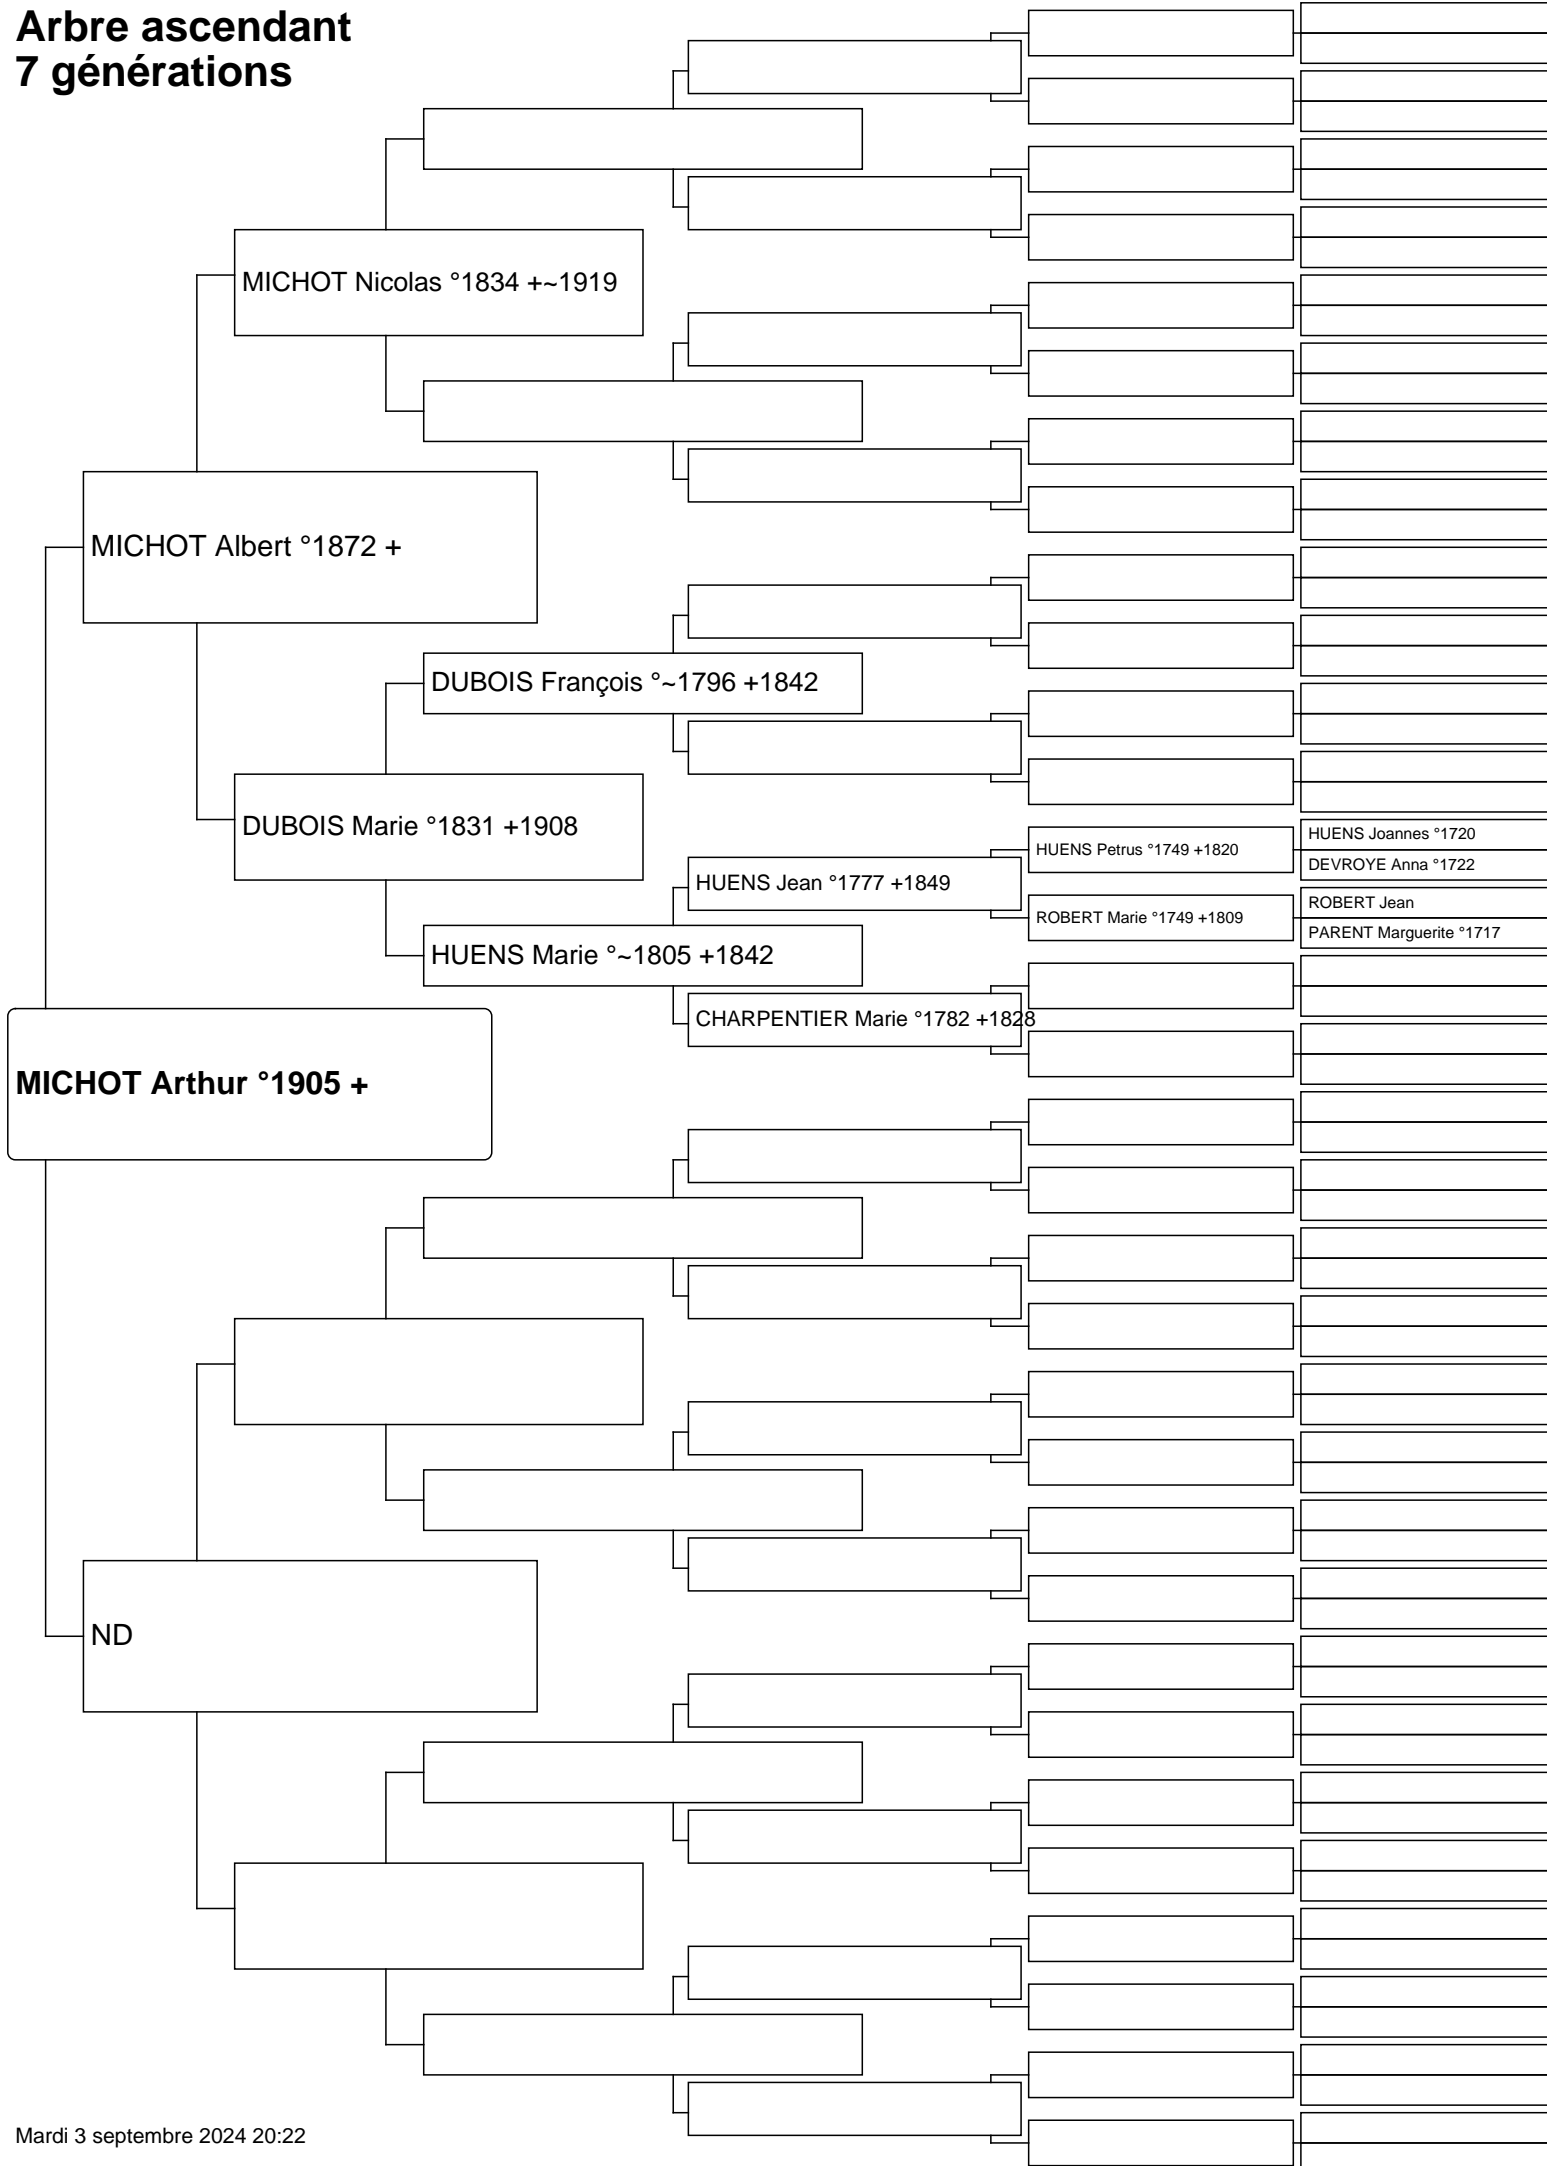 Arbre ascendant
7 générations
MICHOT Nicolas °1834 +~1919
MICHOT Albert °1872 +
DUBOIS François °~1796 +1842
DUBOIS Marie °1831 +1908
HUENS Joannes °1720
HUENS Petrus °1749 +1820
DEVROYE Anna °1722
HUENS Jean °1777 +1849
ROBERT Jean
ROBERT Marie °1749 +1809
PARENT Marguerite °1717
HUENS Marie °~1805 +1842
CHARPENTIER Marie °1782 +1828
MICHOT Arthur °1905 +
ND
Mardi 3 septembre 2024 20:22